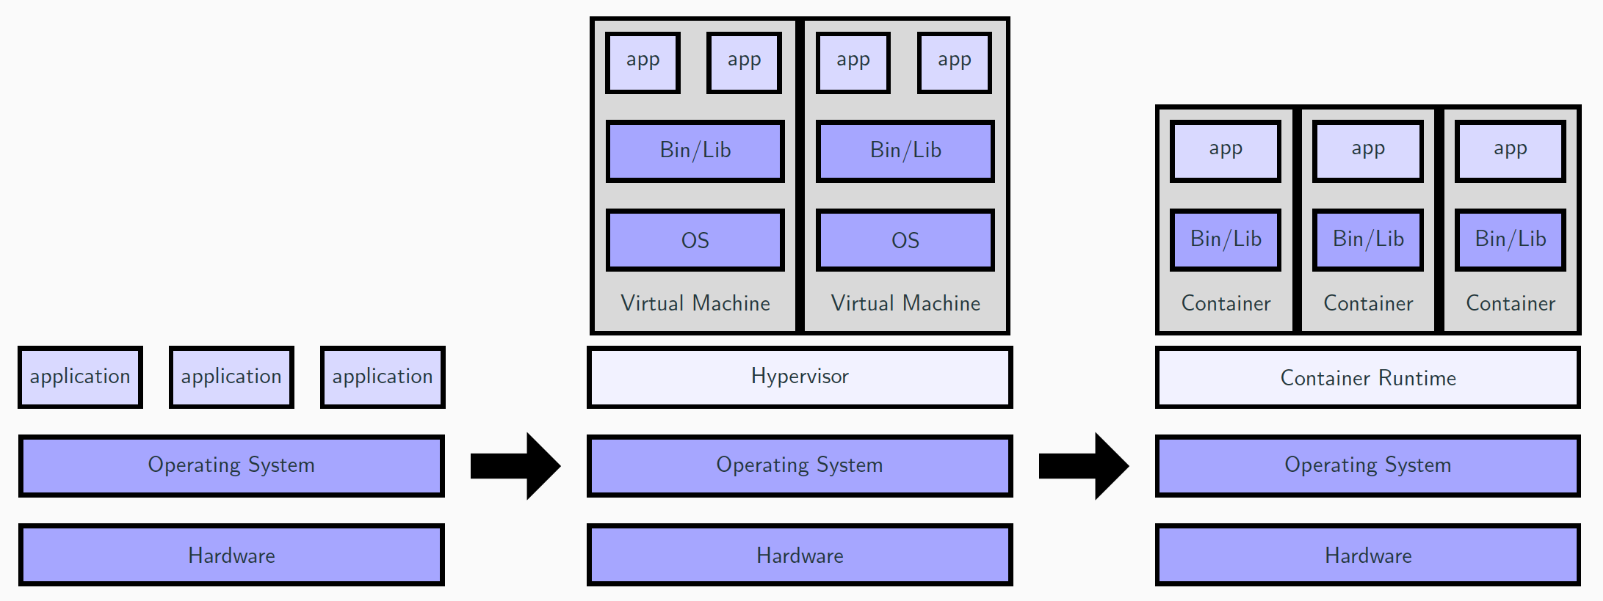 application
application
application
Operating System
Hardware
app
app
app
app
Bin/Lib
Bin/Lib
OS
OS
Virtual Machine
Virtual Machine
Hypervisor
Operating System
Hardware
app
app
app
Bin/Lib
Bin/Lib
Bin/Lib
Container
Container
Container
Container Runtime
Operating System
Hardware